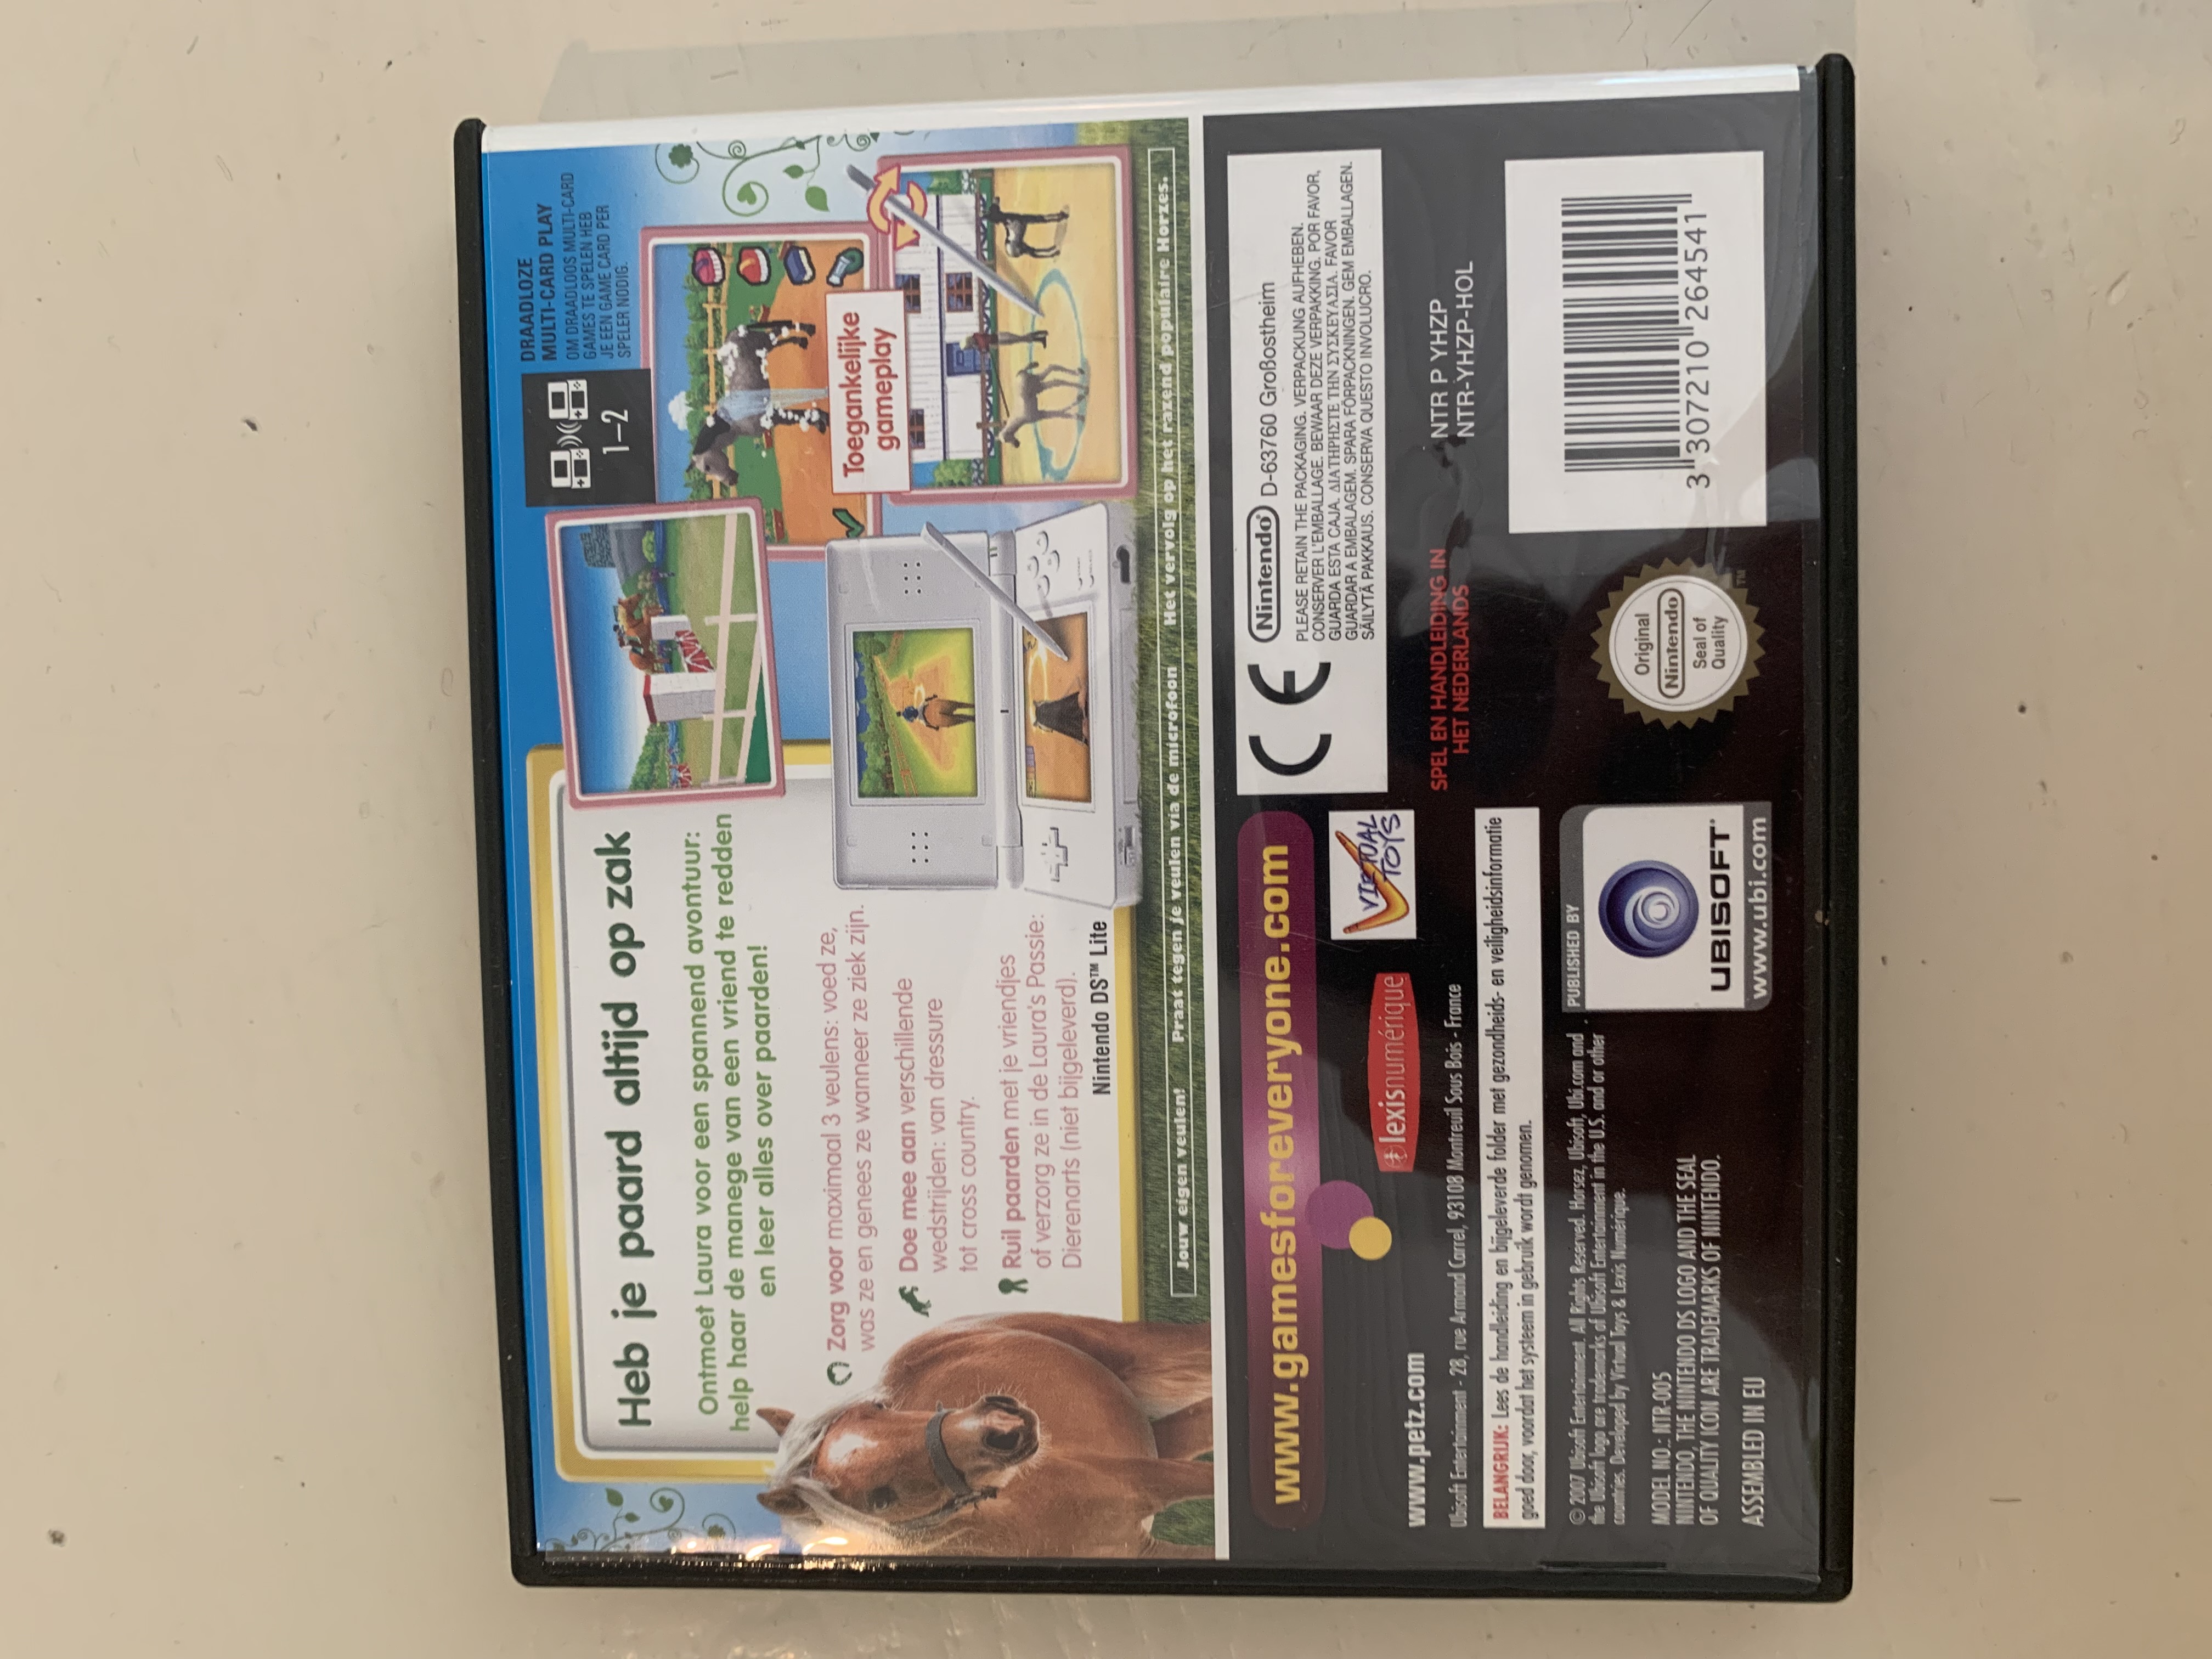 DRAADLOZE
MULTI-CARD PLAY
OM DRAADLOOS MULTI-CARD
GAMES TE SPELEN HEB
JE EEN GAME CARD PER
SPELER NODIG.
1–2
Heb je paard altijd op zak
Ontmoet Laura voor een spannend avontuur:
help haar de manege van een vriend te redden
en leer alles over paarden!
Zorg voor maximaal 3 veulens: voed ze,
was ze en genees ze wanneer ze ziek zijn.
Doe mee aan verschillende
wedstrijden: van dressure
tot cross country.
Ruil paarden met je vriendjes
of verzorg ze in de Laura's Passie:
Dierenarts (niet bijgeleverd).
Nintendo DS™ Lite
Toegankelijke
gameplay
Jouw eigen veulen! Praat tegen je veulen via de microfoon Het vervolg op het razend populaire Horzes.
www.gamesforeveryone.com
lexisnumérique
VIRTUAL
TOYS
www.petz.com
Ubisoft Entertainment - 28, rue Armand Carrel, 93108 Montreuil Sous Bois - France
BELANGRIJK: Lees de handleiding en bijgeleverde folder met gezondheids- en veiligheidsinformatie
goed door, voordat het systeem in gebruik wordt genomen.
© 2007 Ubisoft Entertainment. All Rights Reserved. Horsez, Ubisoft, Ubi.com and
the Ubisoft logo are trademarks of Ubisoft Entertainment in the U.S. and or other
countries. Developed by Virtual Toys & Lexis Numérique.
MODEL NO.: NTR-005
NINTENDO, THE NINTENDO DS LOGO AND THE SEAL
OF QUALITY ICON ARE TRADEMARKS OF NINTENDO.
ASSEMBLED IN EU
PUBLISHED BY
UBISOFT
www.ubi.com
CE
Nintendo® D-63760 Großostheim
PLEASE RETAIN THE PACKAGING. VERPACKUNG AUFHEBEN.
CONSERVER L'EMBALLAGE. BEWAAR DEZE VERPAKKING. POR FAVOR,
GUARDA ESTA CAJA. ΔΙΑΤΗΡΗΣΤΕ ΤΗΝ ΣΥΣΚΕΥΑΣΙΑ. FAVOR
GUARDAR A EMBALAGEM. SPARA FÖRPACKNINGEN. GEM EMBALLAGEN.
SÄILYTÄ PAKKAUS. CONSERVA QUESTO INVOLUCRO.
SPEL EN HANDLEIDING IN
HET NEDERLANDS
NTR P YHZP
NTR-YHZP-HOL
Original
Nintendo
Seal of
Quality
TM
3 307210 264541